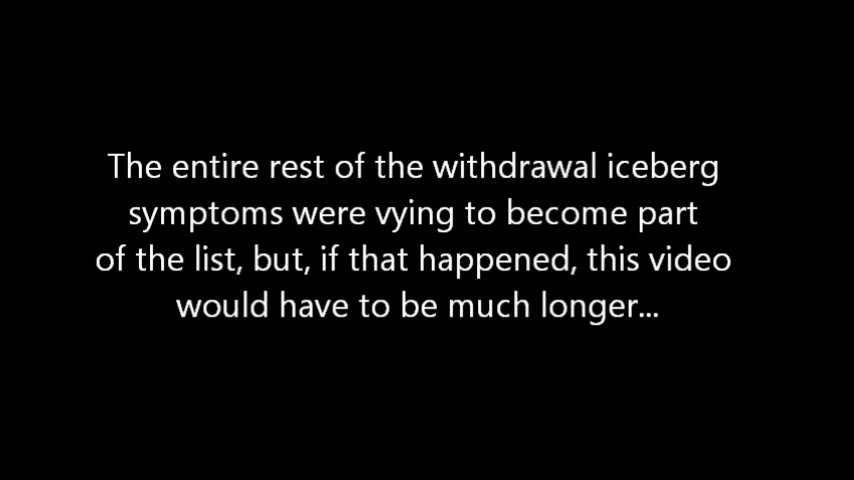 The entire rest of the withdrawal iceberg
symptoms were vying to become part
of the list, but, if that happened, this video
would have to be much longer...